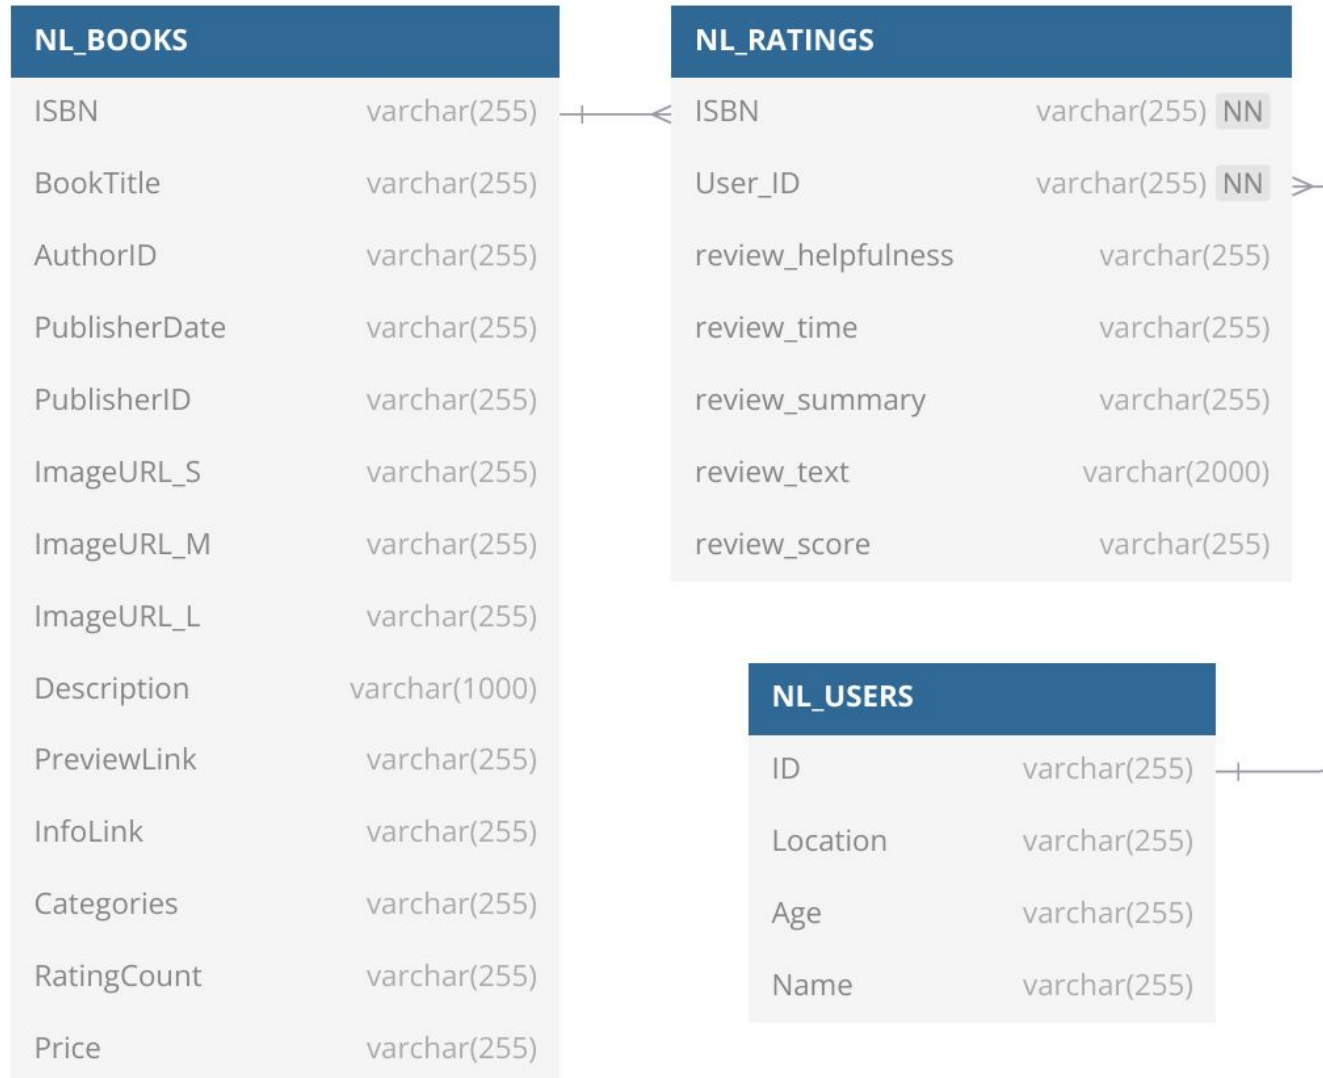 NL_BOOKS
ISBN varchar(255)
BookTitle varchar(255)
AuthorID varchar(255)
PublisherDate varchar(255)
PublisherID varchar(255)
ImageURL_S varchar(255)
ImageURL_M varchar(255)
ImageURL_L varchar(255)
Description varchar(1000)
PreviewLink varchar(255)
InfoLink varchar(255)
Categories varchar(255)
RatingCount varchar(255)
Price varchar(255)
NL_RATINGS
ISBN varchar(255) NN
User_ID varchar(255) NN
review_helpfulness varchar(255)
review_time varchar(255)
review_summary varchar(255)
review_text varchar(2000)
review_score varchar(255)
NL_USERS
ID varchar(255)
Location varchar(255)
Age varchar(255)
Name varchar(255)